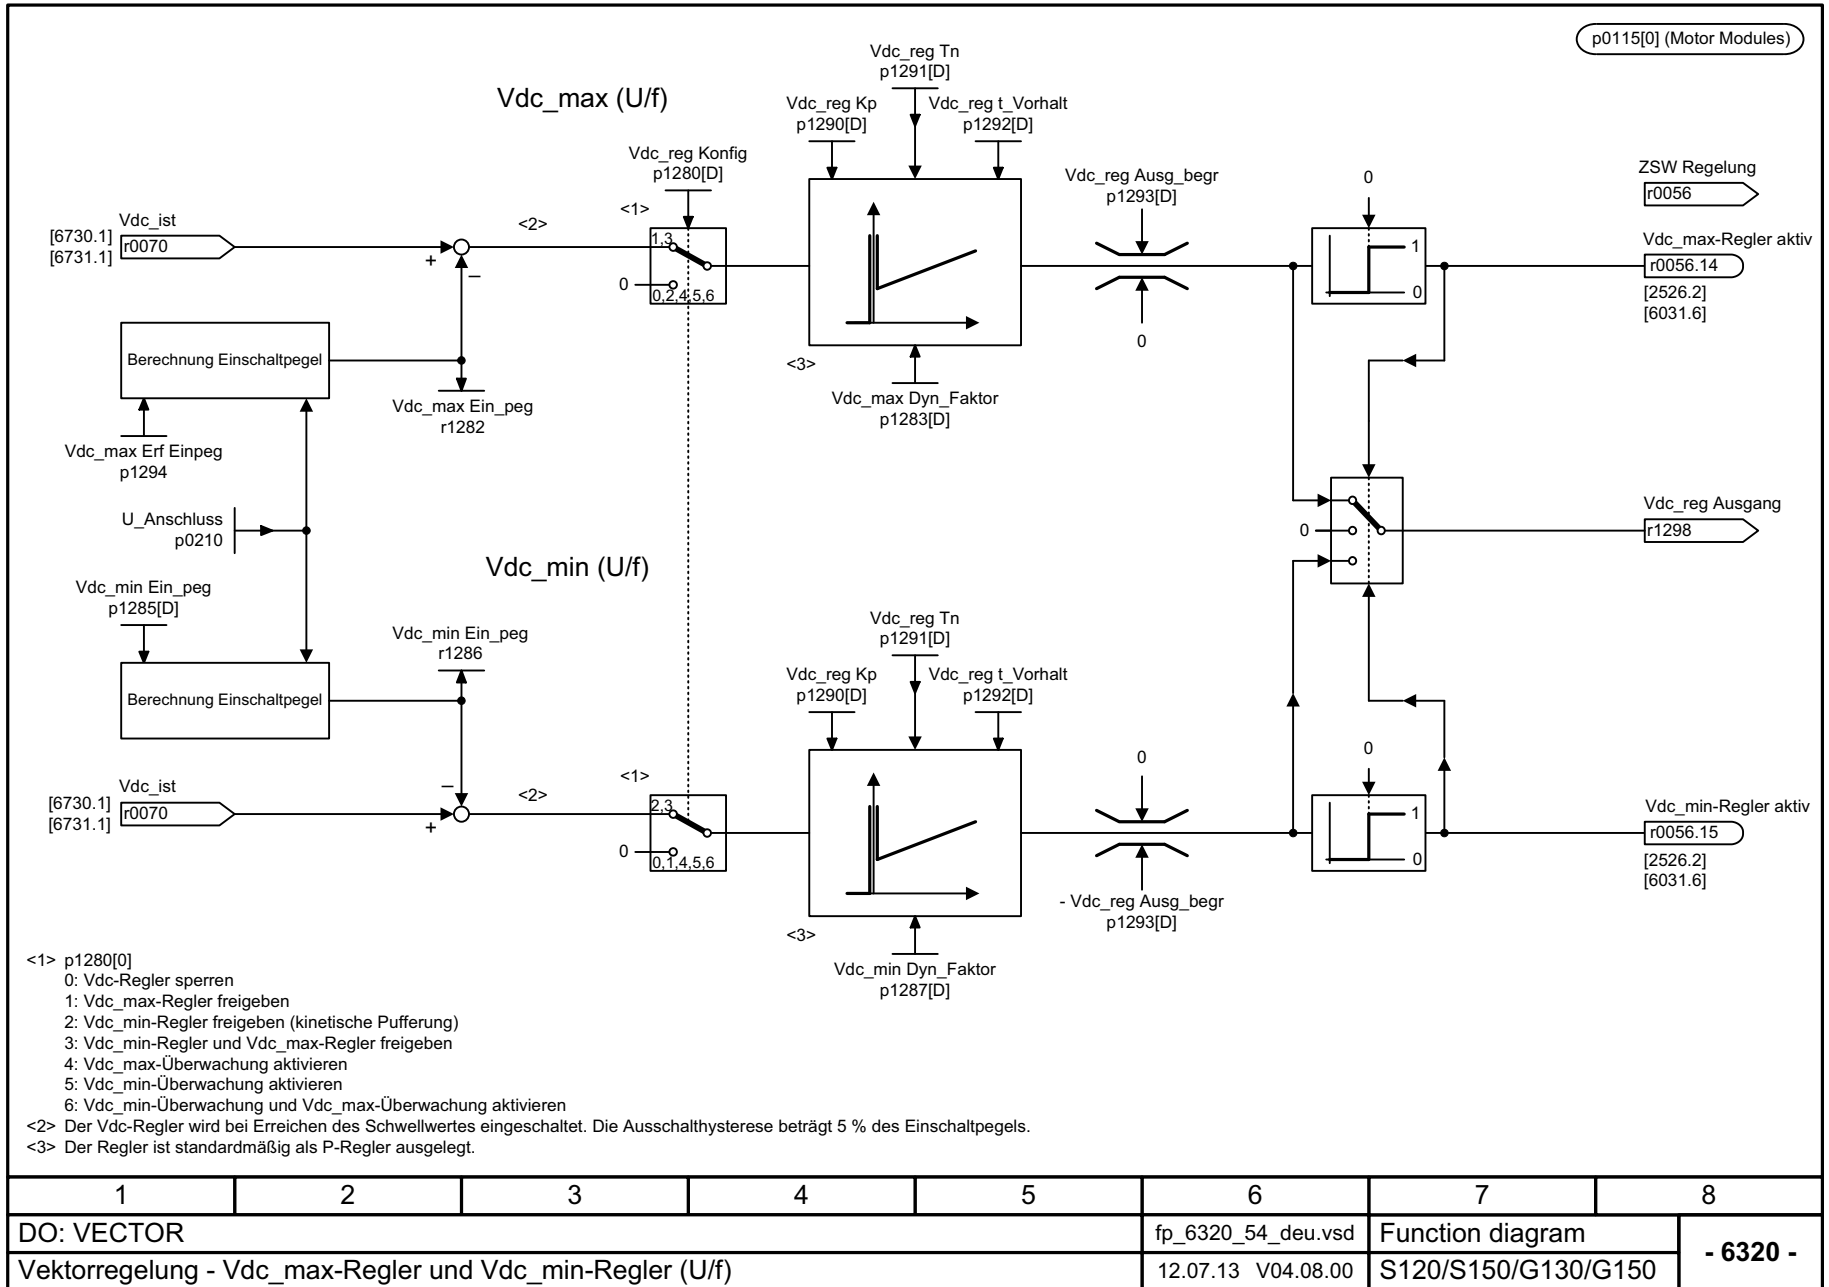 p0115[0] (Motor Modules)
Vdc_max (U/f)
Vdc_reg Tn
p1291[D]
Vdc_reg Kp
p1290[D]
Vdc_reg t_Vorhalt
p1292[D]
Vdc_reg Konfig
p1280[D]
Vdc_reg Ausg_begr
p1293[D]
0
ZSW Regelung
r0056
Vdc_ist
[6730.1]
[6731.1]
r0070
+
–
<2>
<1>
1,3
0
0,2,4,5,6
1
0
0
Vdc_max-Regler aktiv
r0056.14
[2526.2]
[6031.6]
Berechnung Einschaltpegel
Vdc_max Ein_peg
r1282
<3>
Vdc_max Dyn_Faktor
p1283[D]
Vdc_max Erf Einpeg
p1294
U_Anschluss
p0210
0
Vdc_reg Ausgang
r1298
Vdc_min (U/f)
Vdc_min Ein_peg
p1285[D]
Vdc_min Ein_peg
r1286
Berechnung Einschaltpegel
Vdc_reg Tn
p1291[D]
Vdc_reg Kp
p1290[D]
Vdc_reg t_Vorhalt
p1292[D]
0
0
Vdc_ist
[6730.1]
[6731.1]
r0070
+
–
<2>
<1>
2,3
0
0,1,4,5,6
1
0
Vdc_min-Regler aktiv
r0056.15
[2526.2]
[6031.6]
- Vdc_reg Ausg_begr
p1293[D]
<3>
Vdc_min Dyn_Faktor
p1287[D]
<1> p1280[0]
0: Vdc-Regler sperren
1: Vdc_max-Regler freigeben
2: Vdc_min-Regler freigeben (kinetische Pufferung)
3: Vdc_min-Regler und Vdc_max-Regler freigeben
4: Vdc_max-Überwachung aktivieren
5: Vdc_min-Überwachung aktivieren
6: Vdc_min-Überwachung und Vdc_max-Überwachung aktivieren
<2> Der Vdc-Regler wird bei Erreichen des Schwellwertes eingeschaltet. Die Ausschalthysterese beträgt 5 % des Einschaltpegels.
<3> Der Regler ist standardmäßig als P-Regler ausgelegt.
1 2 3 4 5 6 7 8
DO: VECTOR
fp_6320_54_deu.vsd
Function diagram
- 6320 -
Vektorregelung - Vdc_max-Regler und Vdc_min-Regler (U/f)
12.07.13 V04.08.00
S120/S150/G130/G150